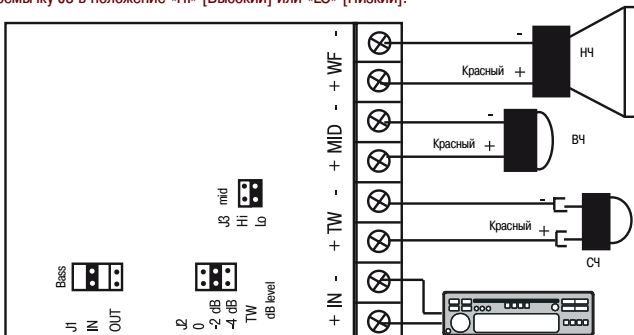 ремычку J3 в положение «Hi» [Высокий] или «Lo» [Низкий].
+ WF -
-
Красный +
НЧ
+ MID -
-
Красный +
ВЧ
J3 mid
Hi
Lo
+ TW -
-
Красный +
СЧ
Bass
J1
IN
OUT
J2
0
-2 dB
-4 dB
TW
dB level
+ IN -